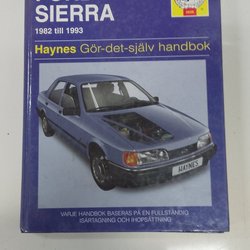 SIERRA
1982 till 1993
Haynes Gör-det-själv handbok
HAYNES
VARJE HANDBOK BASERAS PÅ EN FULLSTÄNDIG
ISÄRTAGNING OCH IHOPSÄTTNING